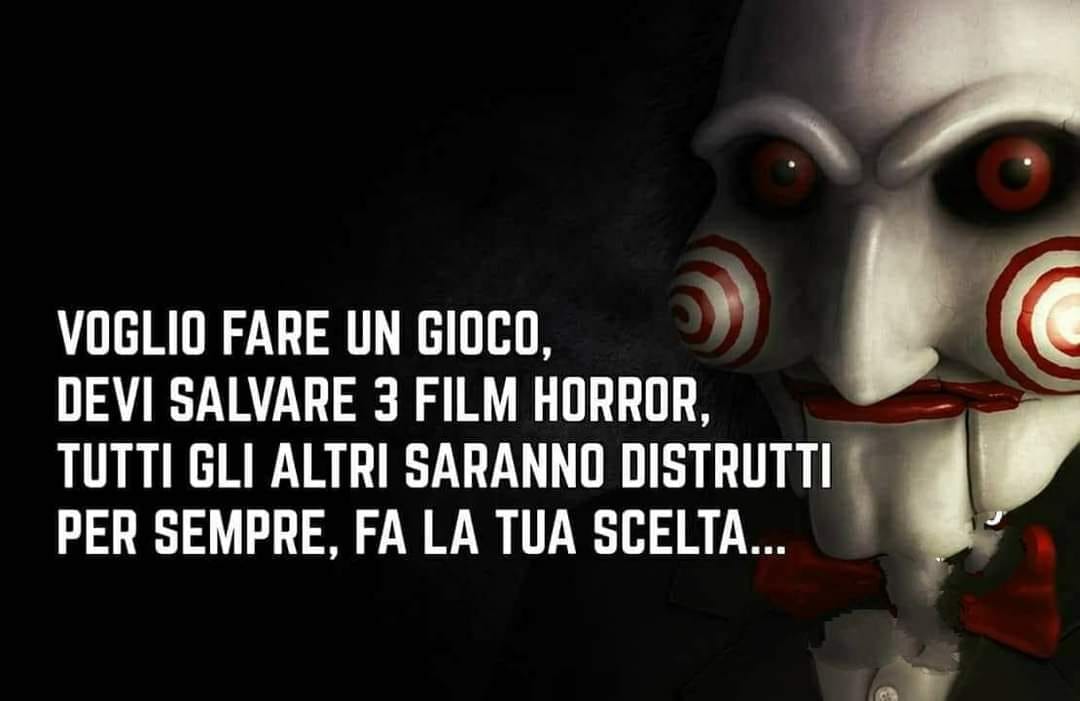 VOGLIO FARE UN GIOCO,
DEVI SALVARE 3 FILM HORROR,
TUTTI GLI ALTRI SARANNO DISTRUTTI
PER SEMPRE, FA LA TUA SCELTA...